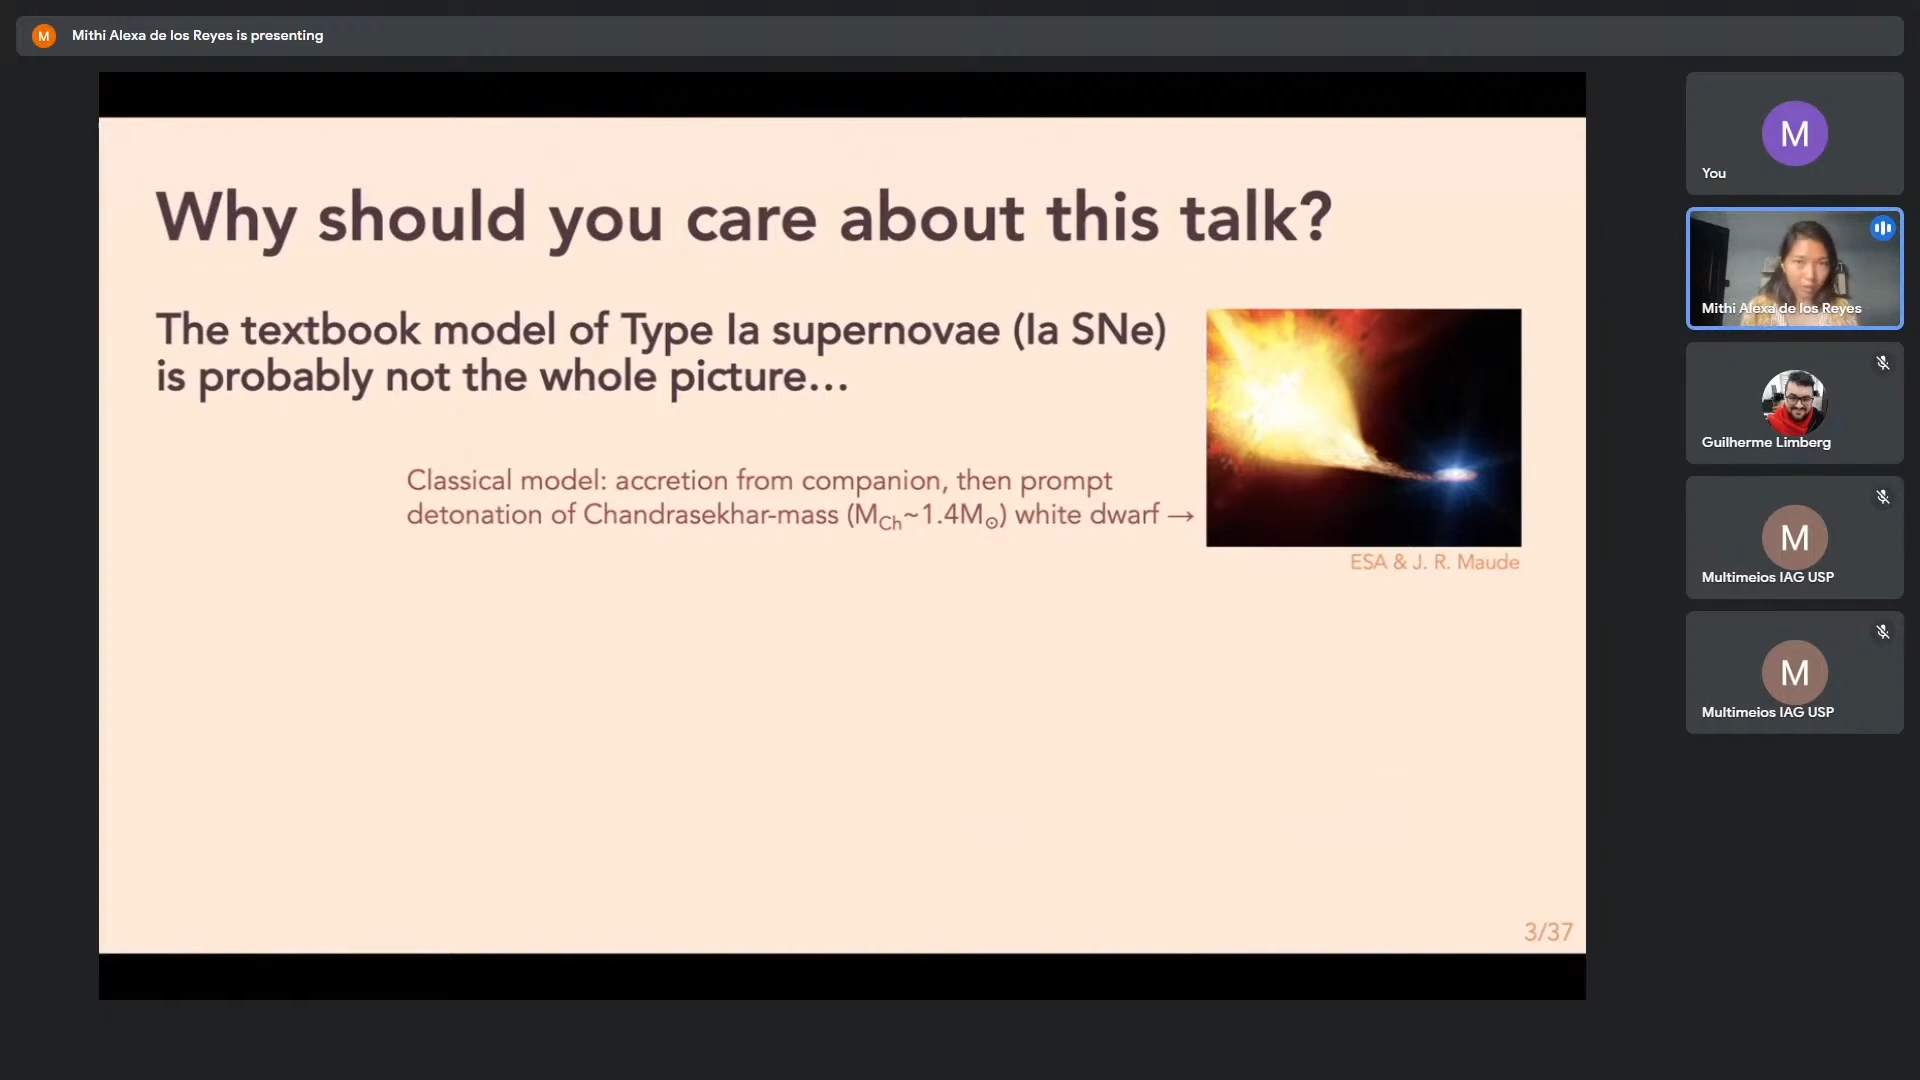 M Mithi Alexa de los Reyes is presenting
Why should you care about this talk?
The textbook model of Type Ia supernovae (Ia SNe)
is probably not the whole picture…
Classical model: accretion from companion, then prompt
detonation of Chandrasekhar-mass (M_Ch~1.4M_⊙) white dwarf →
ESA & J. R. Maude
3/37
M
You
Mithi Alexa de los Reyes
Guilherme Limberg
M
Multimeios IAG USP
M
Multimeios IAG USP